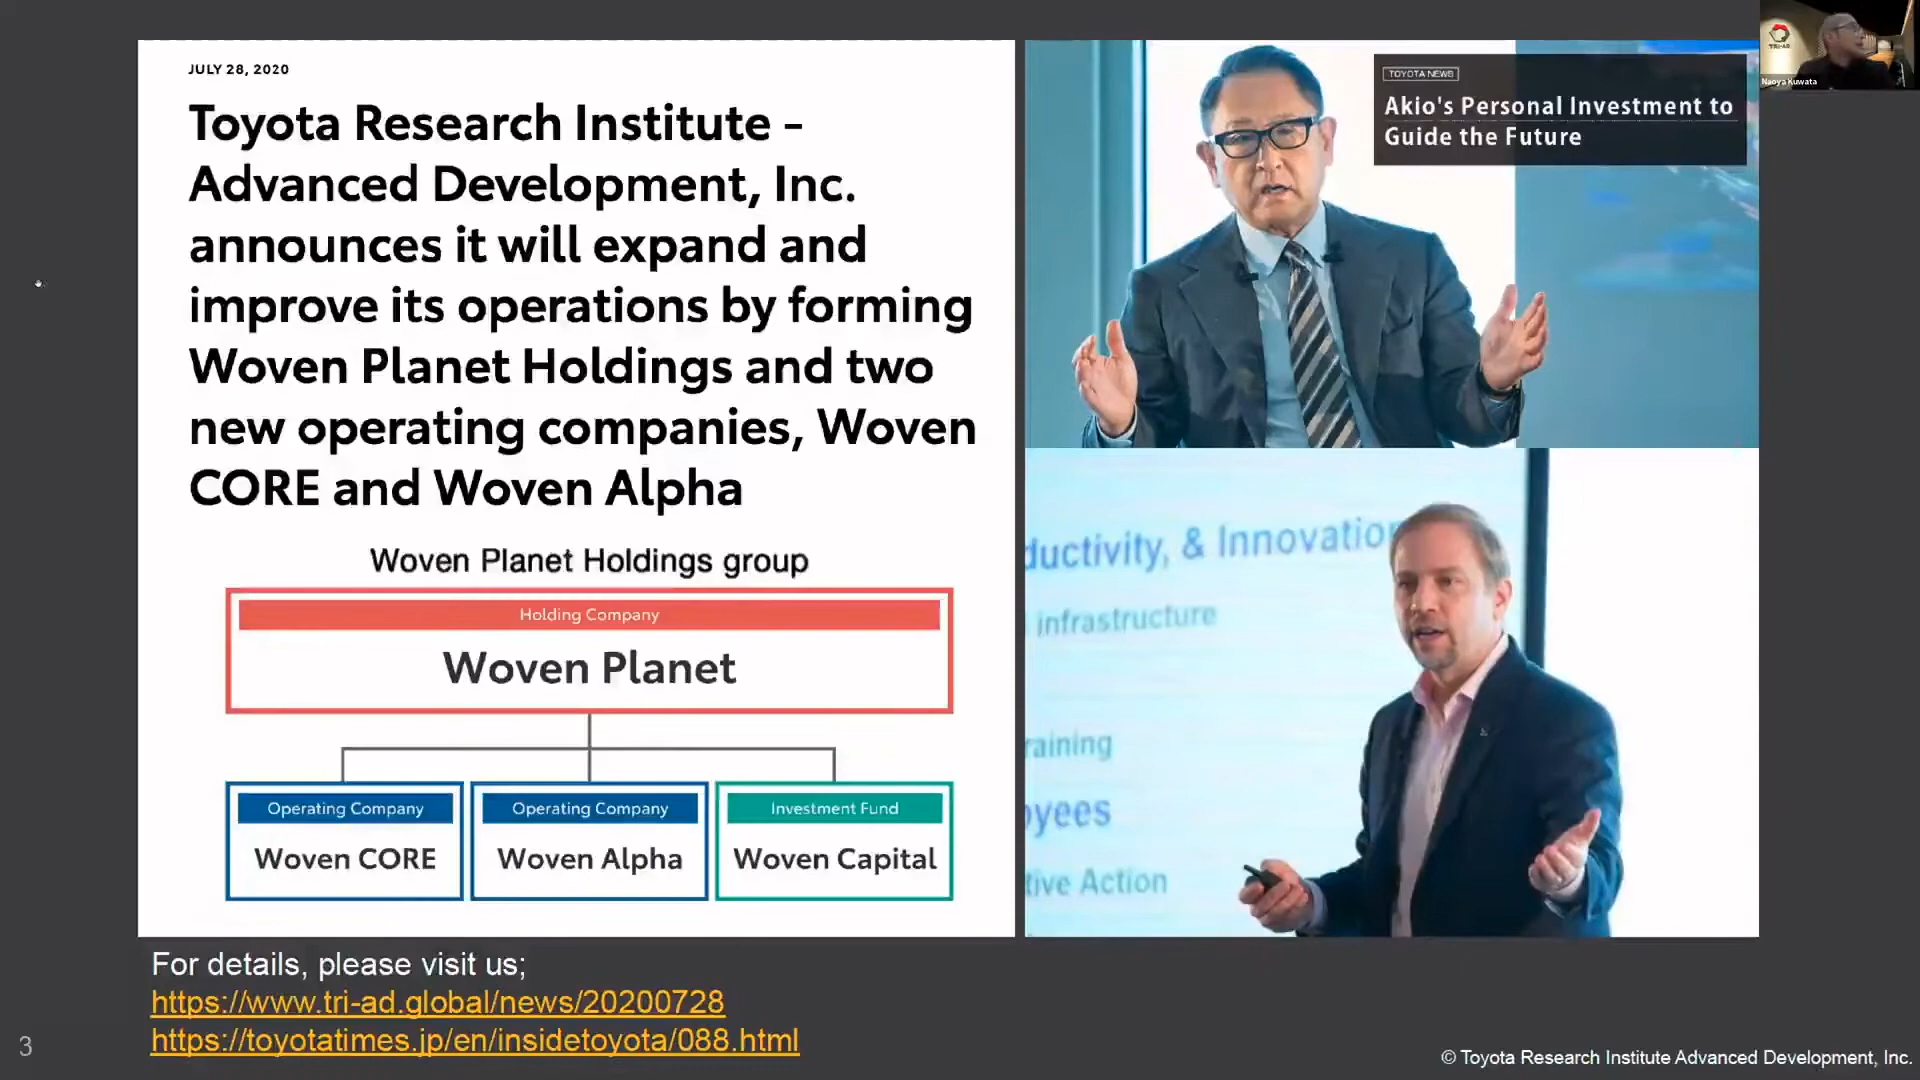 JULY 28, 2020
Toyota Research Institute -
Advanced Development, Inc.
announces it will expand and
improve its operations by forming
Woven Planet Holdings and two
new operating companies, Woven
CORE and Woven Alpha
Woven Planet Holdings group
Holding Company
Woven Planet
Operating Company
Woven CORE
Operating Company
Woven Alpha
Investment Fund
Woven Capital
TOYOTA NEWS
Akio's Personal Investment to
Guide the Future
TRI-AD
Naoya Kuwata
ductivity, & Innovation
infrastructure
raining
oyees
tive Action
For details, please visit us;
https://www.tri-ad.global/news/20200728
https://toyotatimes.jp/en/insidetoyota/088.html
3
© Toyota Research Institute Advanced Development, Inc.